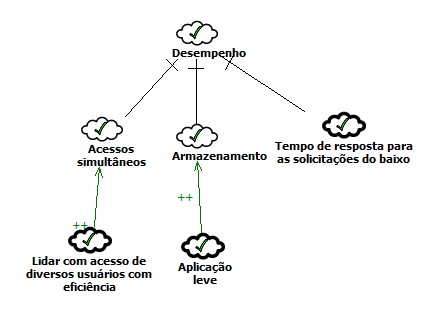 Desempenho
Acessos
simultâneos
Armazenamento
Tempo de resposta para
as solicitações do baixo
++
++
Lidar com acesso de
diversos usuários com
eficiência
Aplicação
leve